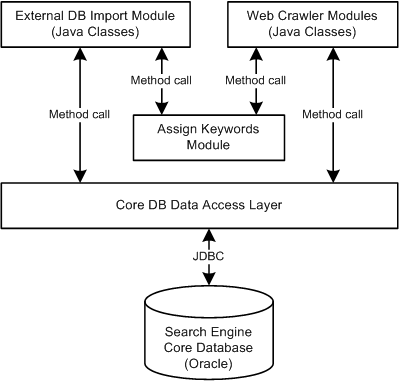 External DB Import Module
(Java Classes)
Web Crawler Modules
(Java Classes)
Method call
Method call
Method call
Method call
Assign Keywords
Module
Core DB Data Access Layer
JDBC
Search Engine
Core Database
(Oracle)